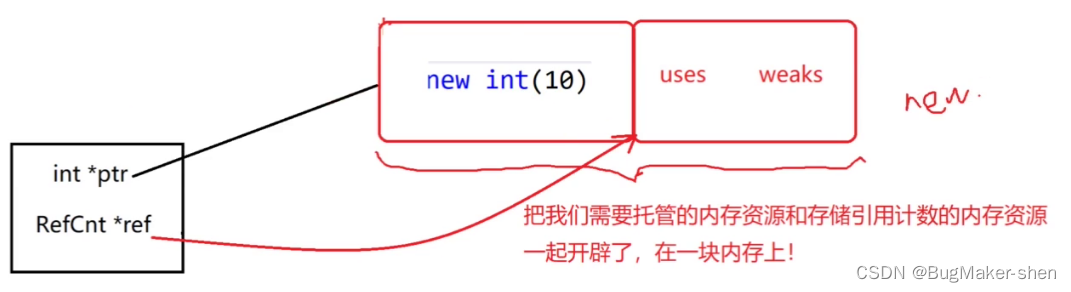 new int(10)
uses weaks
new.
int *ptr
RefCnt *ref
把我们需要托管的内存资源和存储引用计数的内存资源
一起开辟了，在一块内存上！
CSDN @BugMaker-shen